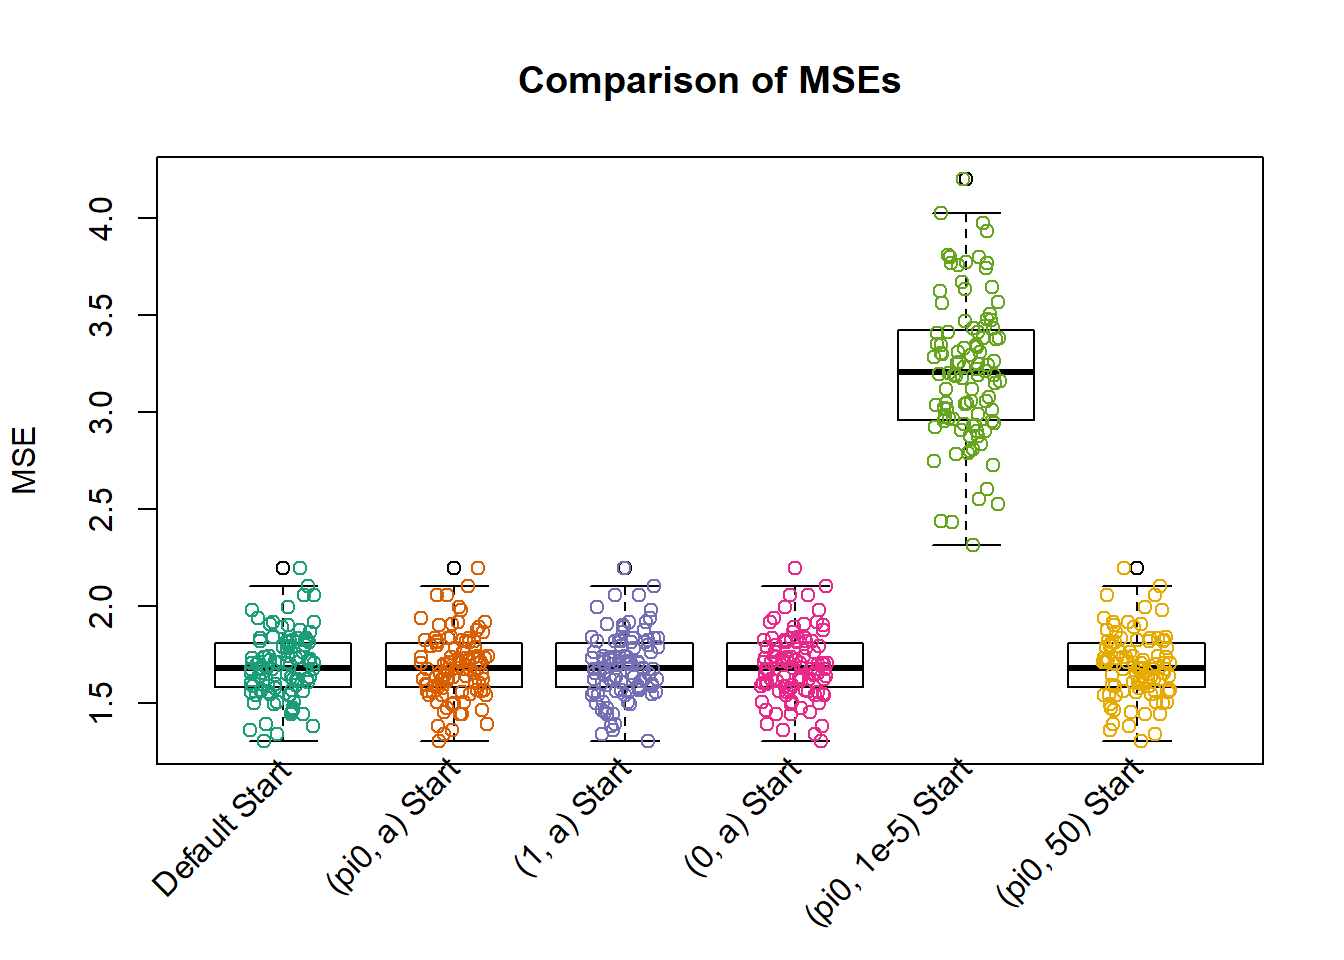 Comparison of MSEs
MSE
4.0
3.5
3.0
2.5
2.0
1.5
Default Start
(pi0, a) Start
(1, a) Start
(0, a) Start
(pi0, 1e-5) Start
(pi0, 50) Start